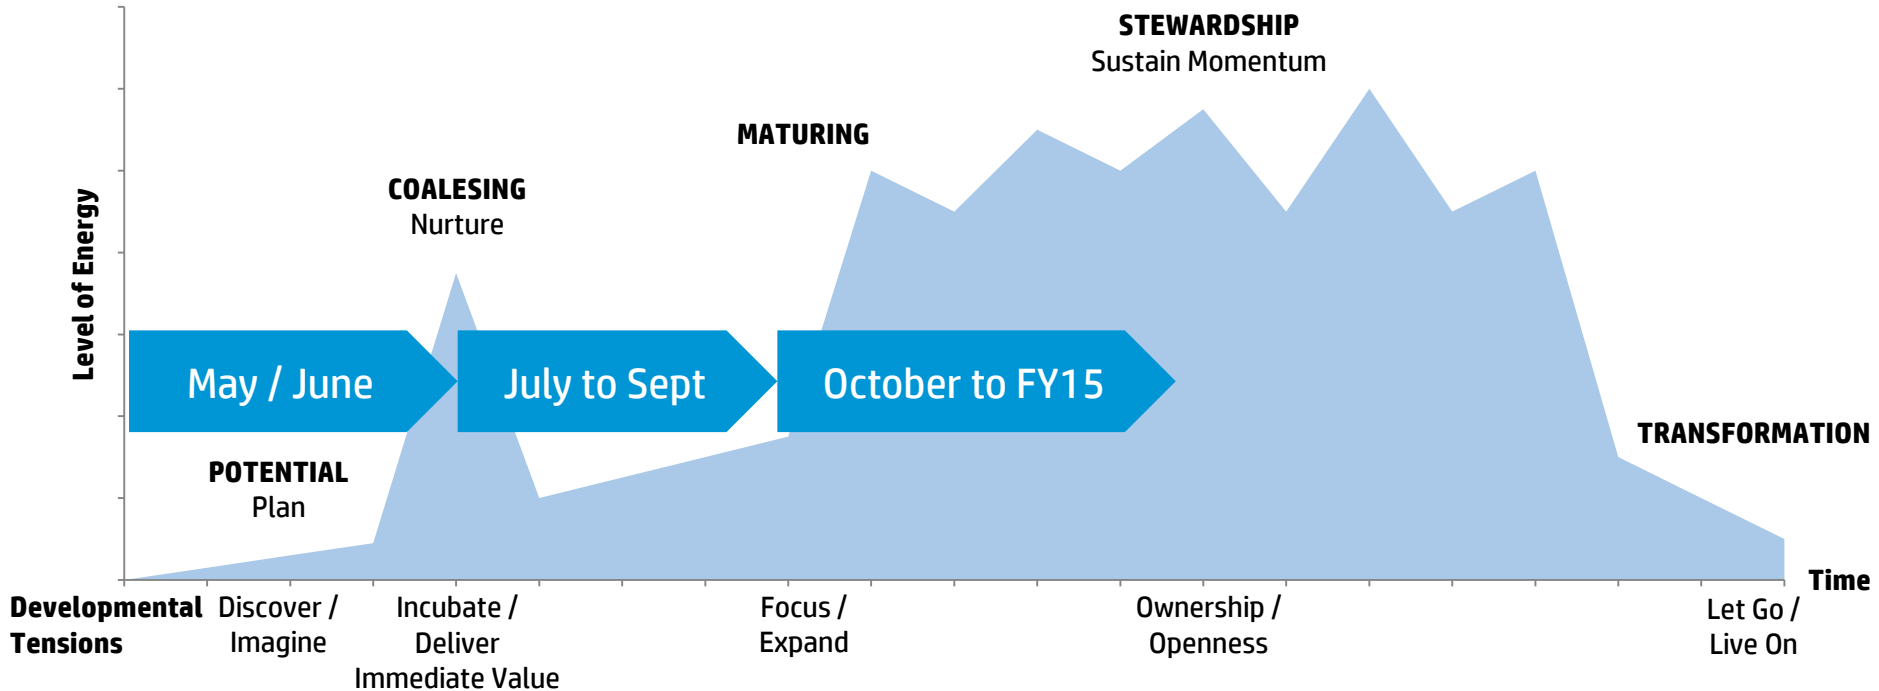 STEWARDSHIP
Sustain Momentum
MATURING
COALESING
Nurture
Level of Energy
May / June
July to Sept
October to FY15
POTENTIAL
Plan
TRANSFORMATION
Time
Developmental
Tensions
Discover /
Imagine
Incubate /
Deliver
Immediate Value
Focus /
Expand
Ownership /
Openness
Let Go /
Live On